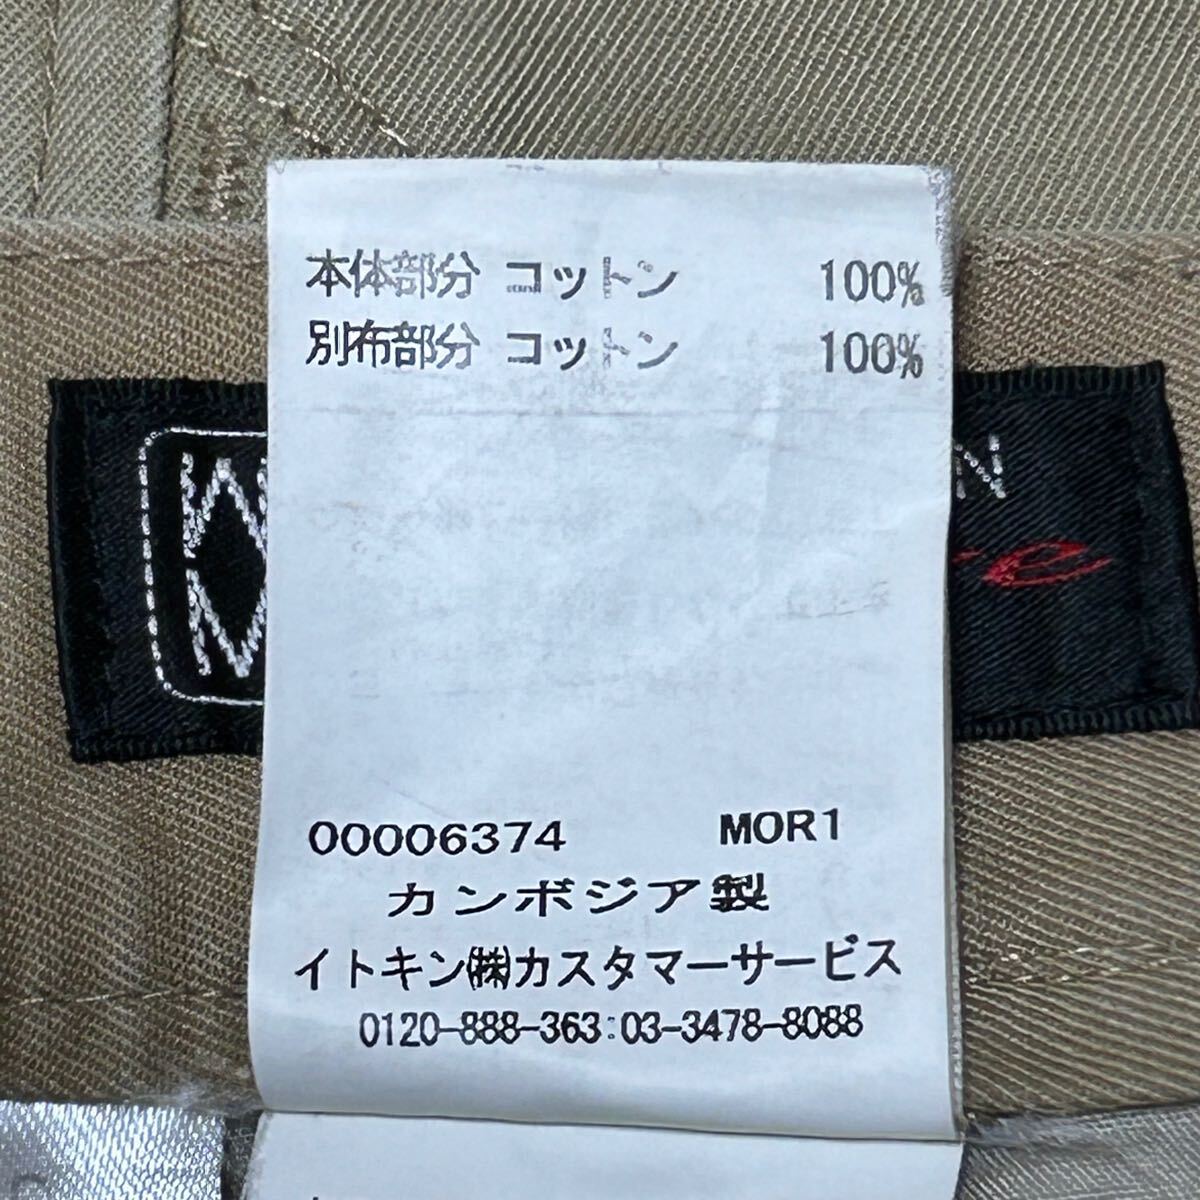 本体部分 コットン 100%
別布部分 コットン 100%
00006374 MOR1
カンボジア製
イトキン㈱カスタマーサービス
0120-888-363:03-3478-8088